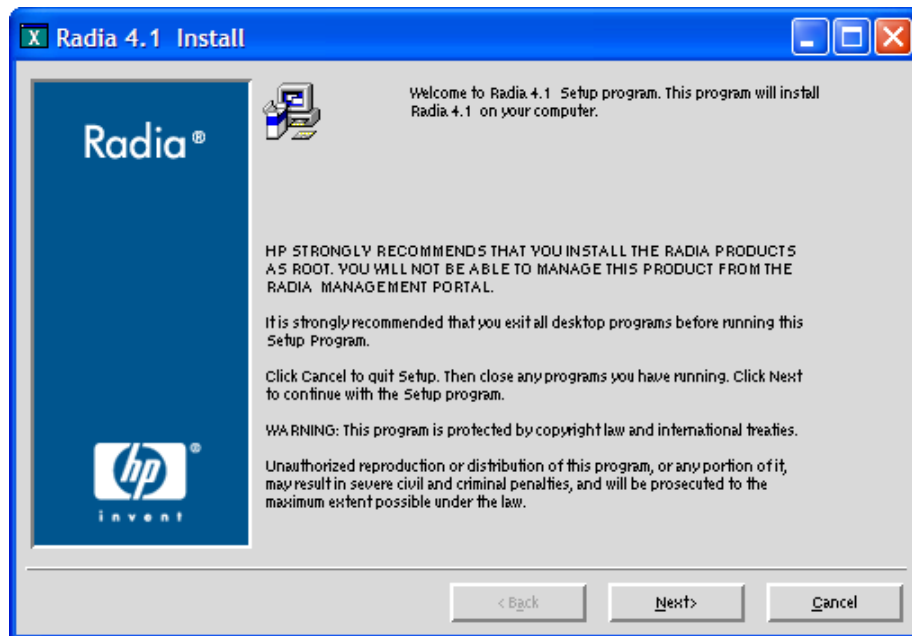 Radia 4.1 Install
Radia®
Welcome to Radia 4.1 Setup program. This program will install
Radia 4.1 on your computer.
HP STRONGLY RECOMMENDS THAT YOU INSTALL THE RADIA PRODUCTS
AS ROOT. YOU WILL NOT BE ABLE TO MANAGE THIS PRODUCT FROM THE
RADIA MANAGEMENT PORTAL.
It is strongly recommended that you exit all desktop programs before running this
Setup Program.
Click Cancel to quit Setup. Then close any programs you have running. Click Next
to continue with the Setup program.
WARNING: This program is protected by copyright law and international treaties.
Unauthorized reproduction or distribution of this program, or any portion of it,
may result in severe civil and criminal penalties, and will be prosecuted to the
maximum extent possible under the law.
hp®
invent
< Back
Next>
Cancel